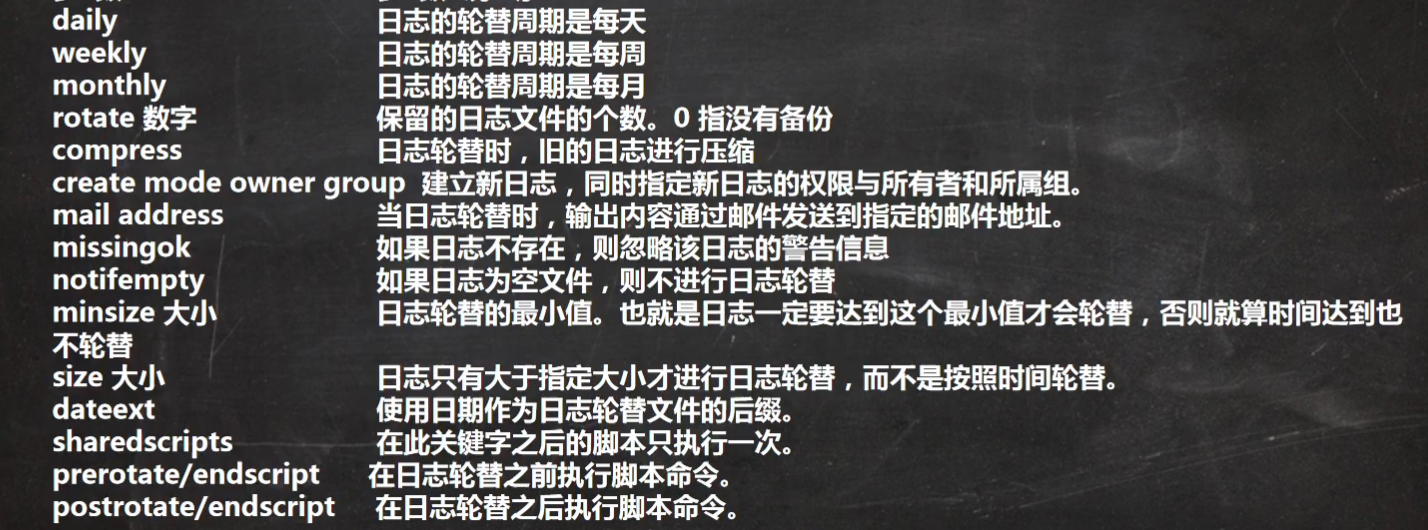 daily 日志的轮替周期是每天
weekly 日志的轮替周期是每周
monthly 日志的轮替周期是每月
rotate 数字 保留的日志文件的个数。0 指没有备份
compress 日志轮替时，旧的日志进行压缩
create mode owner group 建立新日志，同时指定新日志的权限与所有者和所属组。
mail address 当日志轮替时，输出内容通过邮件发送到指定的邮件地址。
missingok 如果日志不存在，则忽略该日志的警告信息
notifempty 如果日志为空文件，则不进行日志轮替
minsize 大小 日志轮替的最小值。也就是日志一定要达到这个最小值才会轮替，否则就算时间达到也
不轮替
size 大小 日志只有大于指定大小才进行日志轮替，而不是按照时间轮替。
dateext 使用日期作为日志轮替文件的后缀。
sharedscripts 在此关键字之后的脚本只执行一次。
prerotate/endscript 在日志轮替之前执行脚本命令。
postrotate/endscript 在日志轮替之后执行脚本命令。